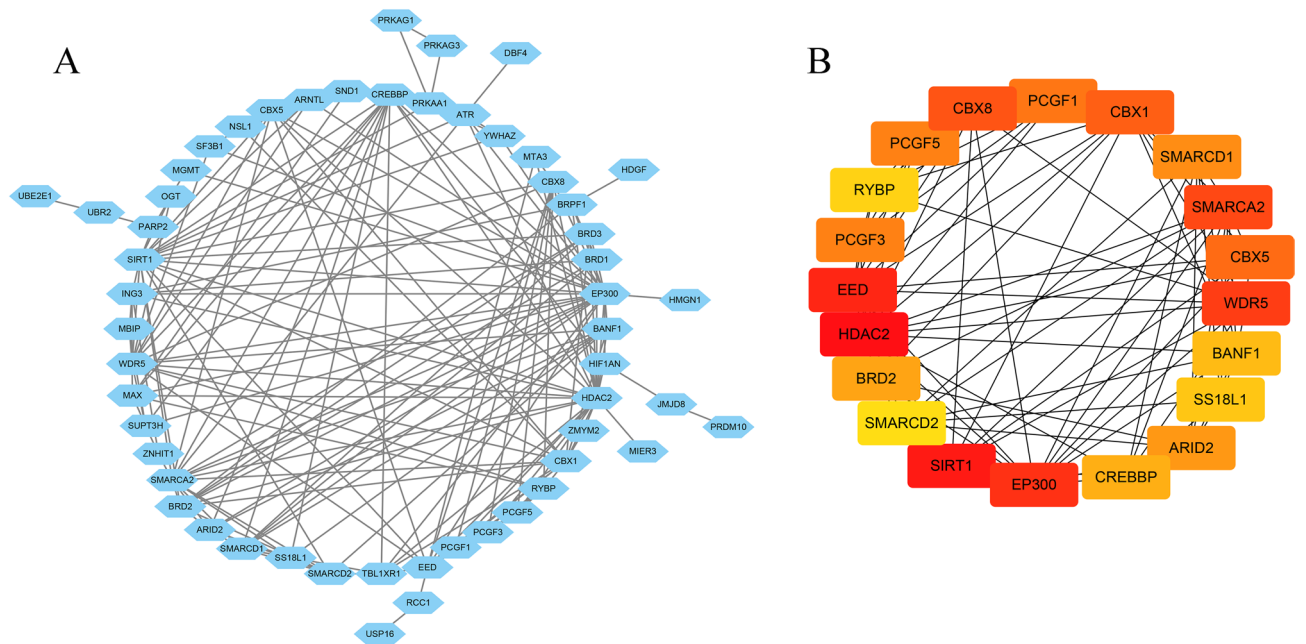 A
PRKAG1
PRKAG3
DBF4
SND1
CREBBP
PRKAA1
ARNTL
CBX5
ATR
NSL1
YWHAZ
SF3B1
MTA3
MGMT
CBX8
HDGF
OGT
BRPF1
UBE2E1
UBR2
PARP2
BRD3
SIRT1
BRD1
ING3
EP300
HMGN1
MBIP
BANF1
WDR5
HIF1AN
MAX
HDAC2
JMJD8
SUPT3H
ZMYM2
PRDM10
ZNHIT1
MIER3
SMARCA2
CBX1
BRD2
RYBP
ARID2
PCGF5
SMARCD1
PCGF3
SS18L1
PCGF1
SMARCD2
TBL1XR1
EED
RCC1
USP16
B
CBX8
PCGF1
CBX1
PCGF5
SMARCD1
RYBP
SMARCA2
PCGF3
CBX5
EED
WDR5
HDAC2
BANF1
BRD2
SS18L1
SMARCD2
ARID2
SIRT1
EP300
CREBBP